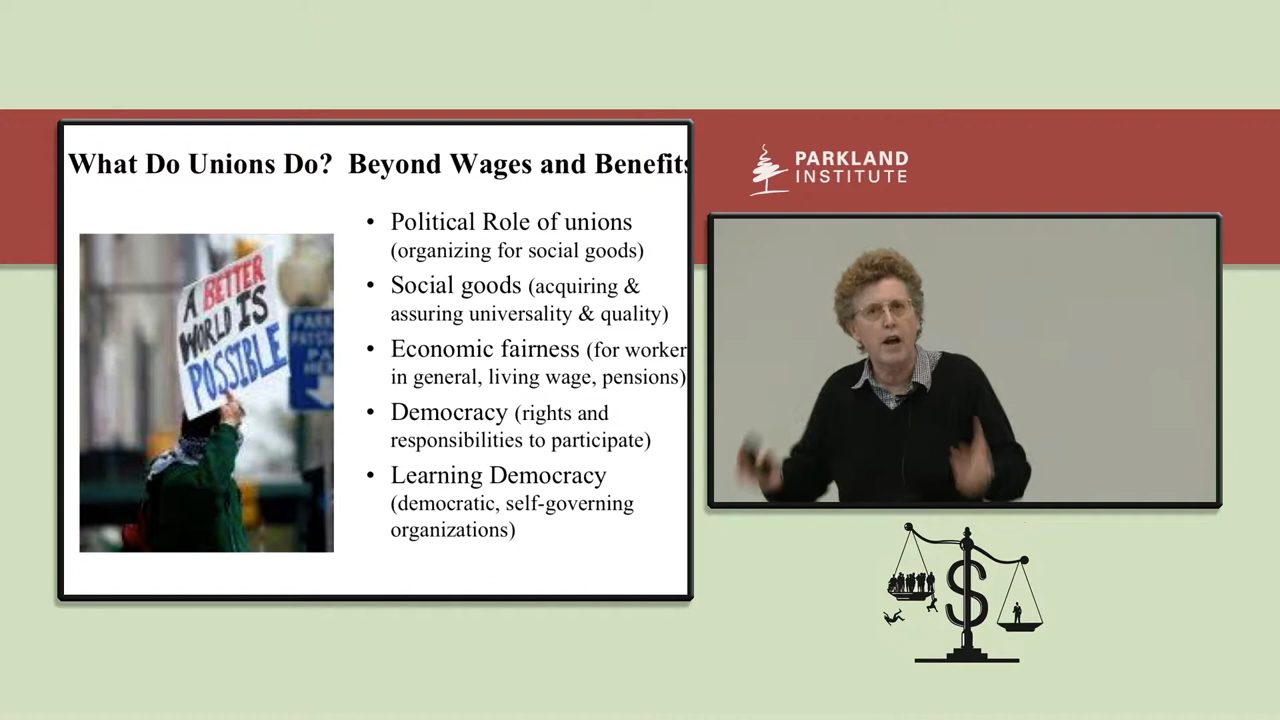 What Do Unions Do? Beyond Wages and Benefits
• Political Role of unions
(organizing for social goods)
• Social goods (acquiring &
assuring universality & quality)
• Economic fairness (for worker
in general, living wage, pensions)
• Democracy (rights and
responsibilities to participate)
• Learning Democracy
(democratic, self-governing
organizations)
A BETTER
WORLD IS
POSSIBLE
PARKLAND
INSTITUTE
$